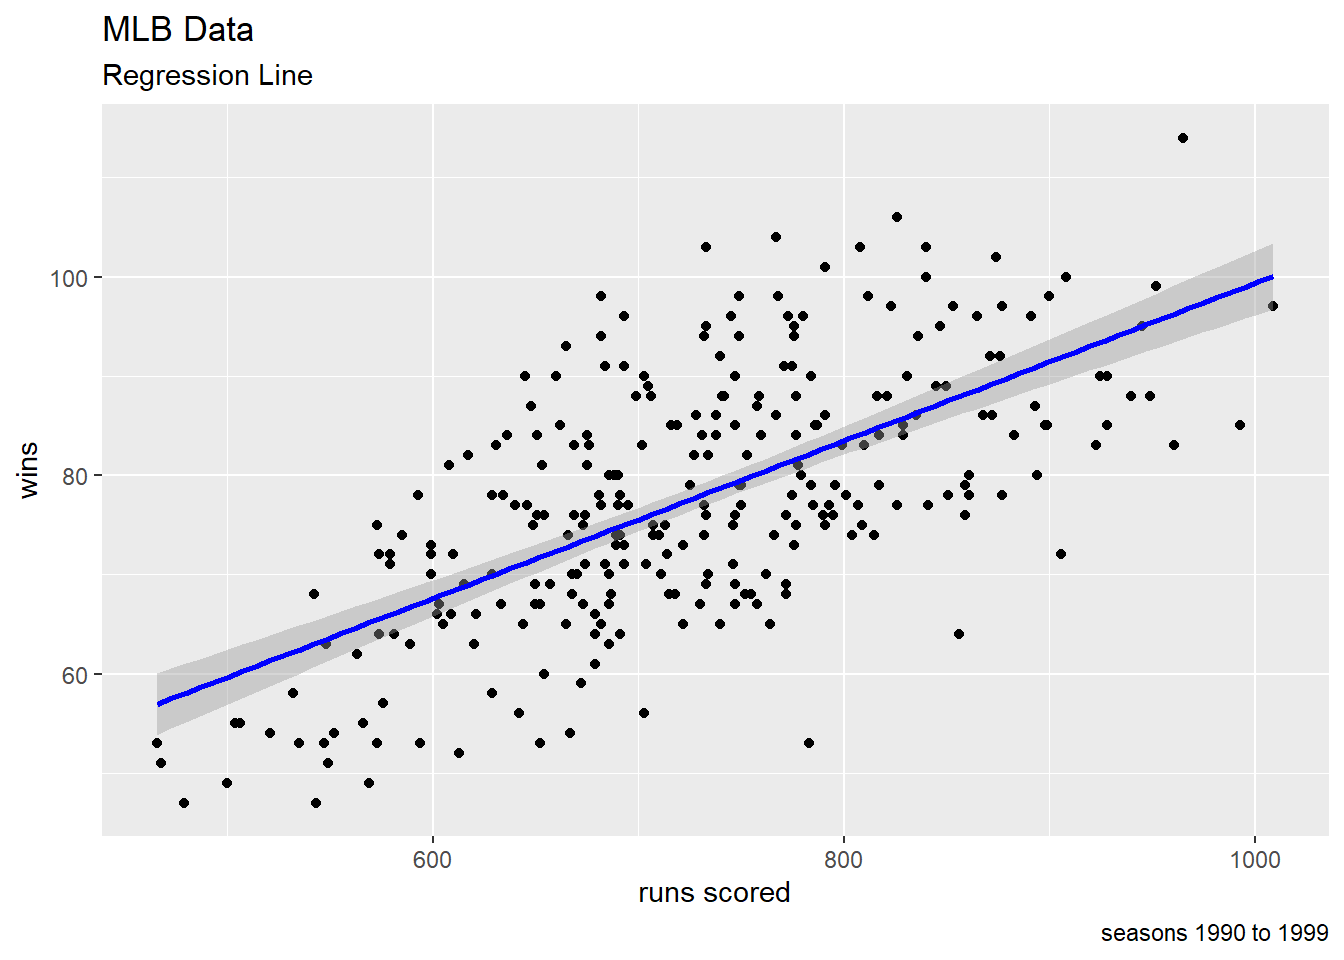 MLB Data
Regression Line
wins
100
80
60
600 800 1000
runs scored
seasons 1990 to 1999